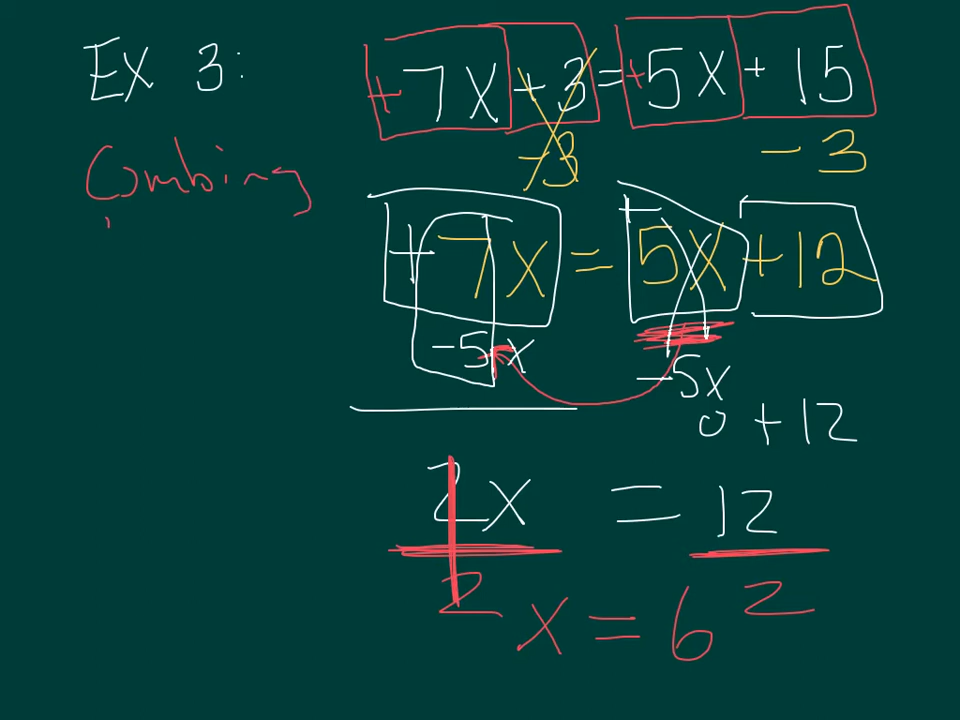 EX 3:
+7x +3 = +5x + 15
Combing
-3 - 3
+7x = +5x +12
-5x -5x
0 + 12
2x = 12
2 2
x = 6